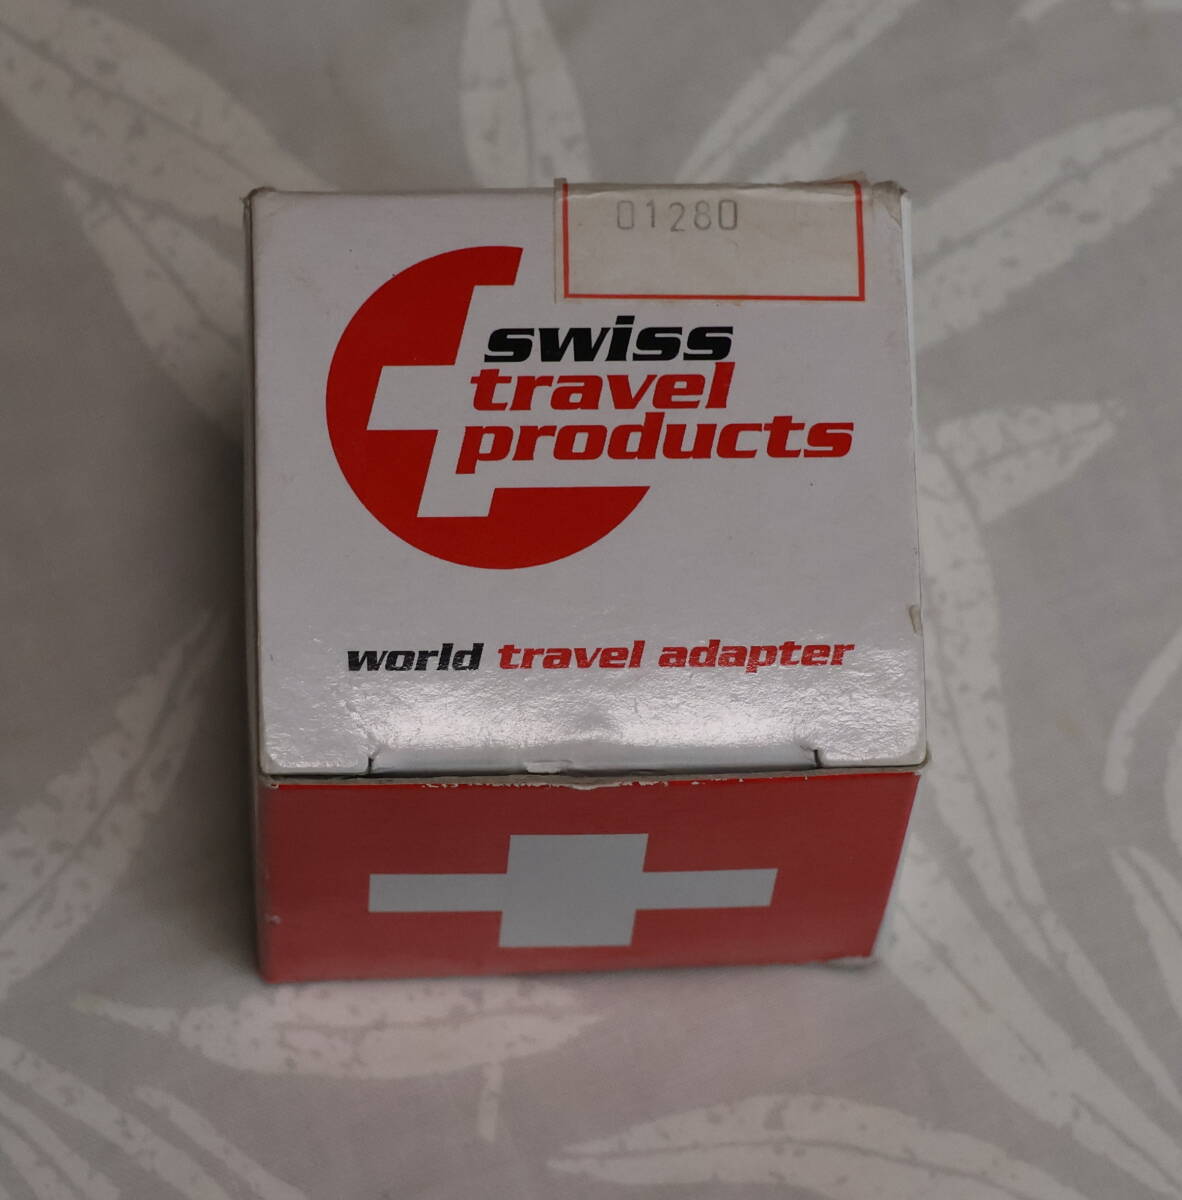 01280
swiss
travel
products
world travel adapter